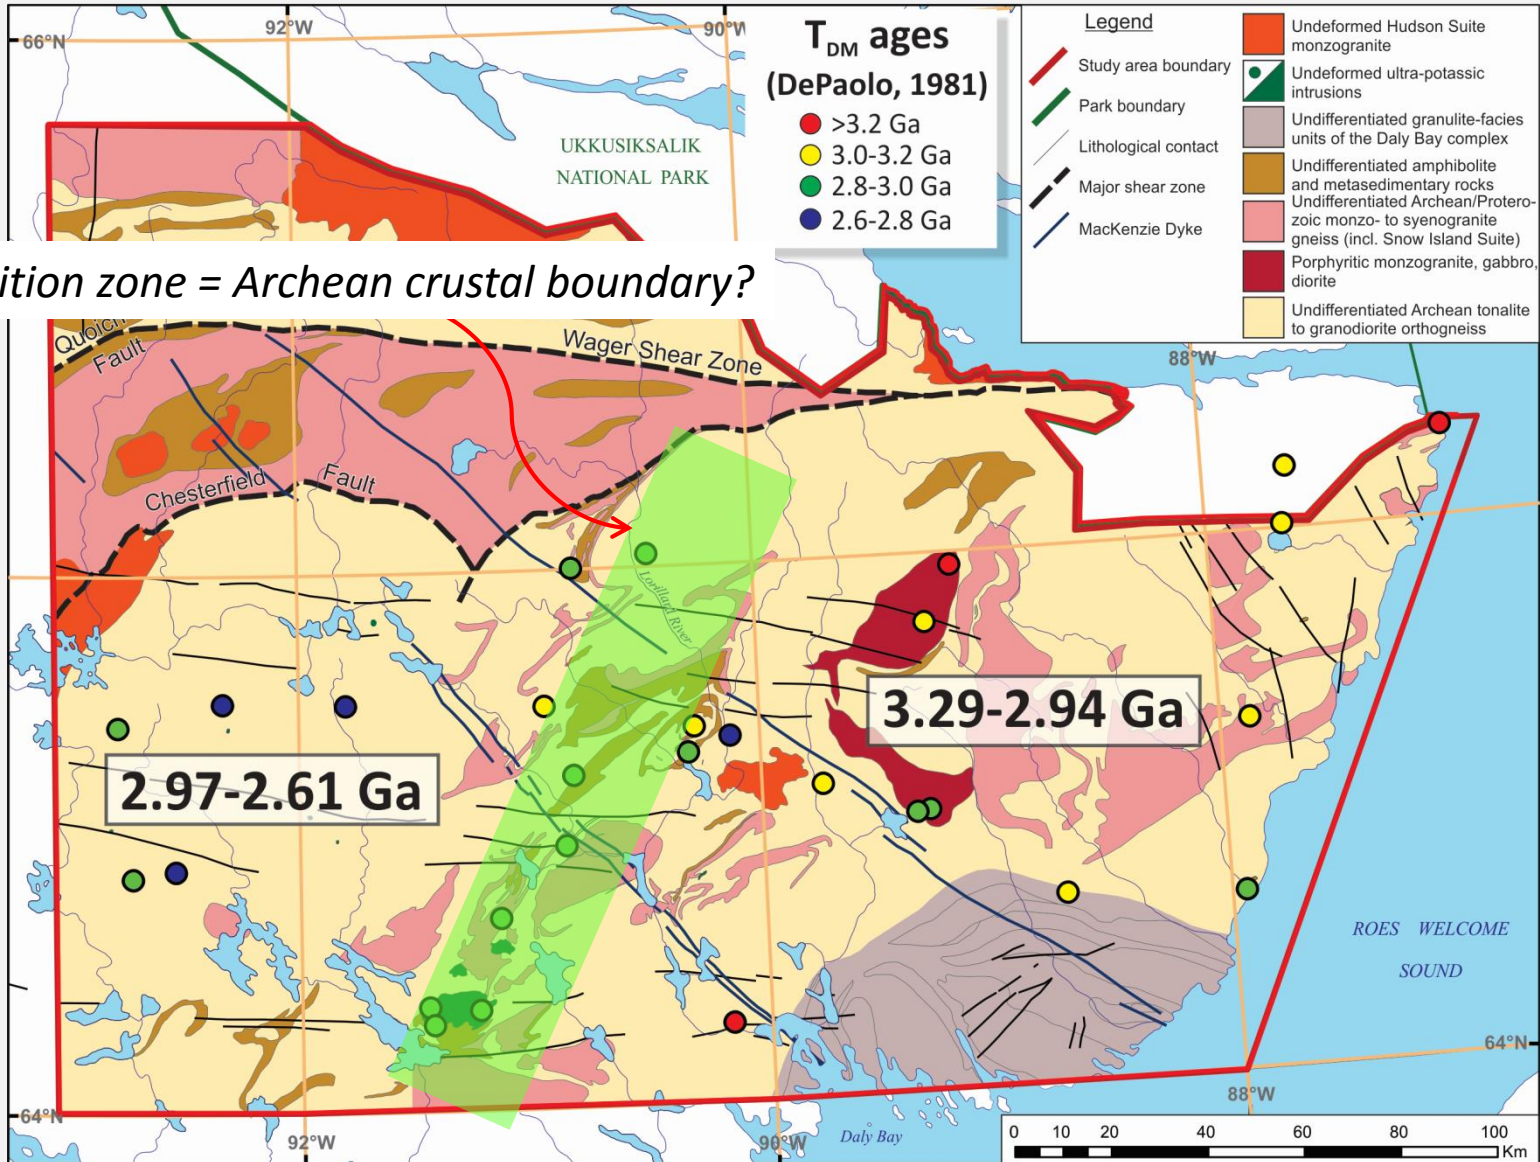 66°N
92°W
90°W
T_DM ages
(DePaolo, 1981)
>3.2 Ga
3.0-3.2 Ga
2.8-3.0 Ga
2.6-2.8 Ga
Legend
Study area boundary
Park boundary
Lithological contact
Major shear zone
MacKenzie Dyke
Undeformed Hudson Suite
monzogranite
Undeformed ultra-potassic
intrusions
Undifferentiated granulite-facies
units of the Daly Bay complex
Undifferentiated amphibolite
and metasedimentary rocks
Undifferentiated Archean/Protero-
zoic monzo- to syenogranite
gneiss (incl. Snow Island Suite)
Porphyritic monzogranite, gabbro,
diorite
Undifferentiated Archean tonalite
to granodiorite orthogneiss
UKKUSIKSALIK
NATIONAL PARK
ition zone = Archean crustal boundary?
Quoich
Fault
Wager Shear Zone
88°W
Chesterfield
Fault
Lorillard River
3.29-2.94 Ga
2.97-2.61 Ga
ROES WELCOME
SOUND
64°N
64°N
92°W
90°W
88°W
Daly Bay
0 10 20 40 60 80 100
Km